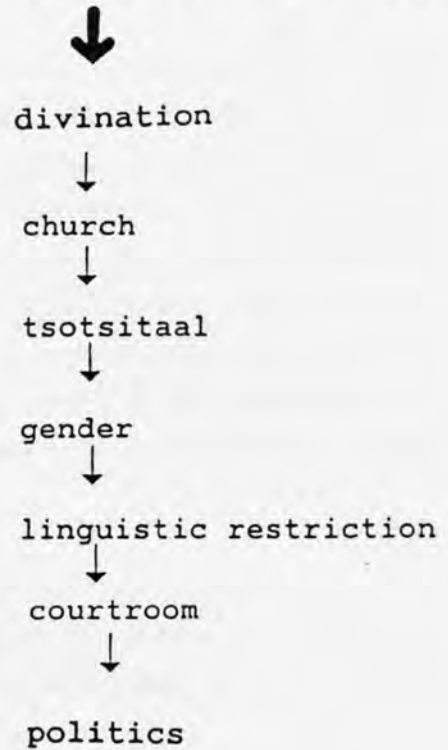 divination
church
tsotsitaal
gender
linguistic restriction
courtroom
politics